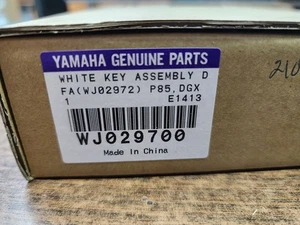 YAMAHA GENUINE PARTS
WHITE KEY ASSEMBLY D
FA(WJ02972) P85,DGX
1 E1413
WJ029700
Made in China